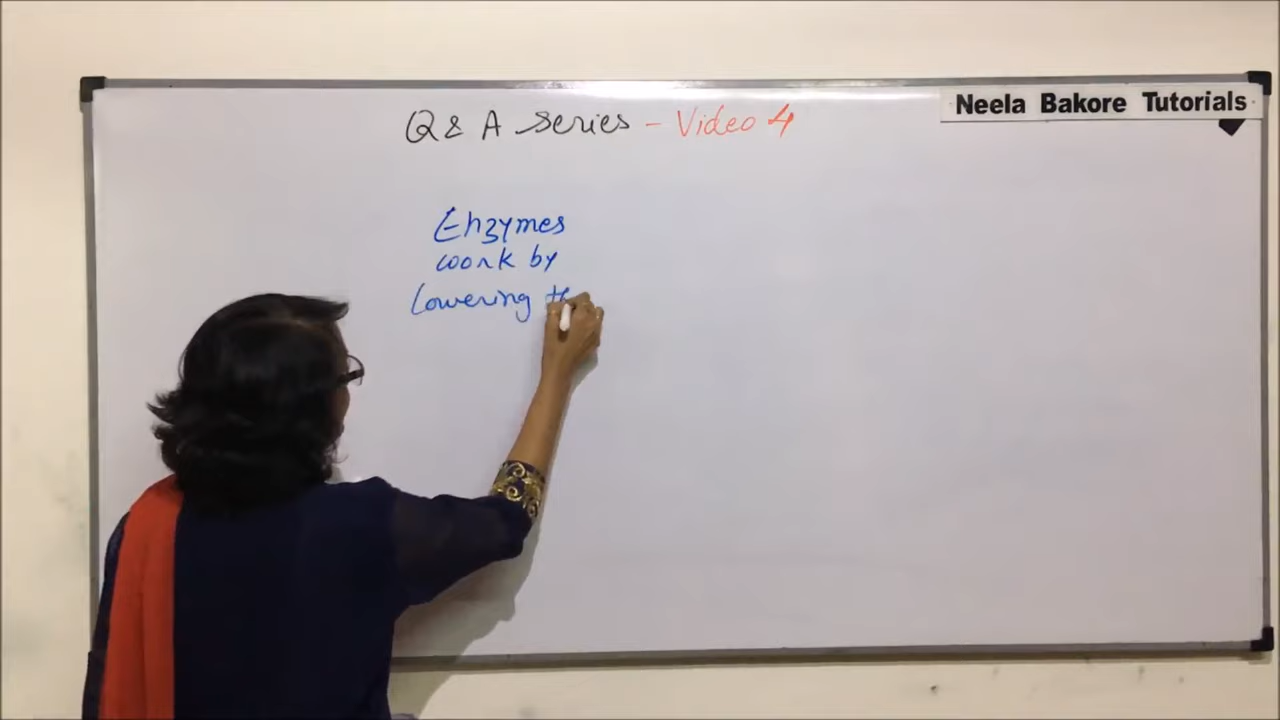 Neela Bakore Tutorials
Q & A Series - Video 4
Enzymes
work by
lowering th